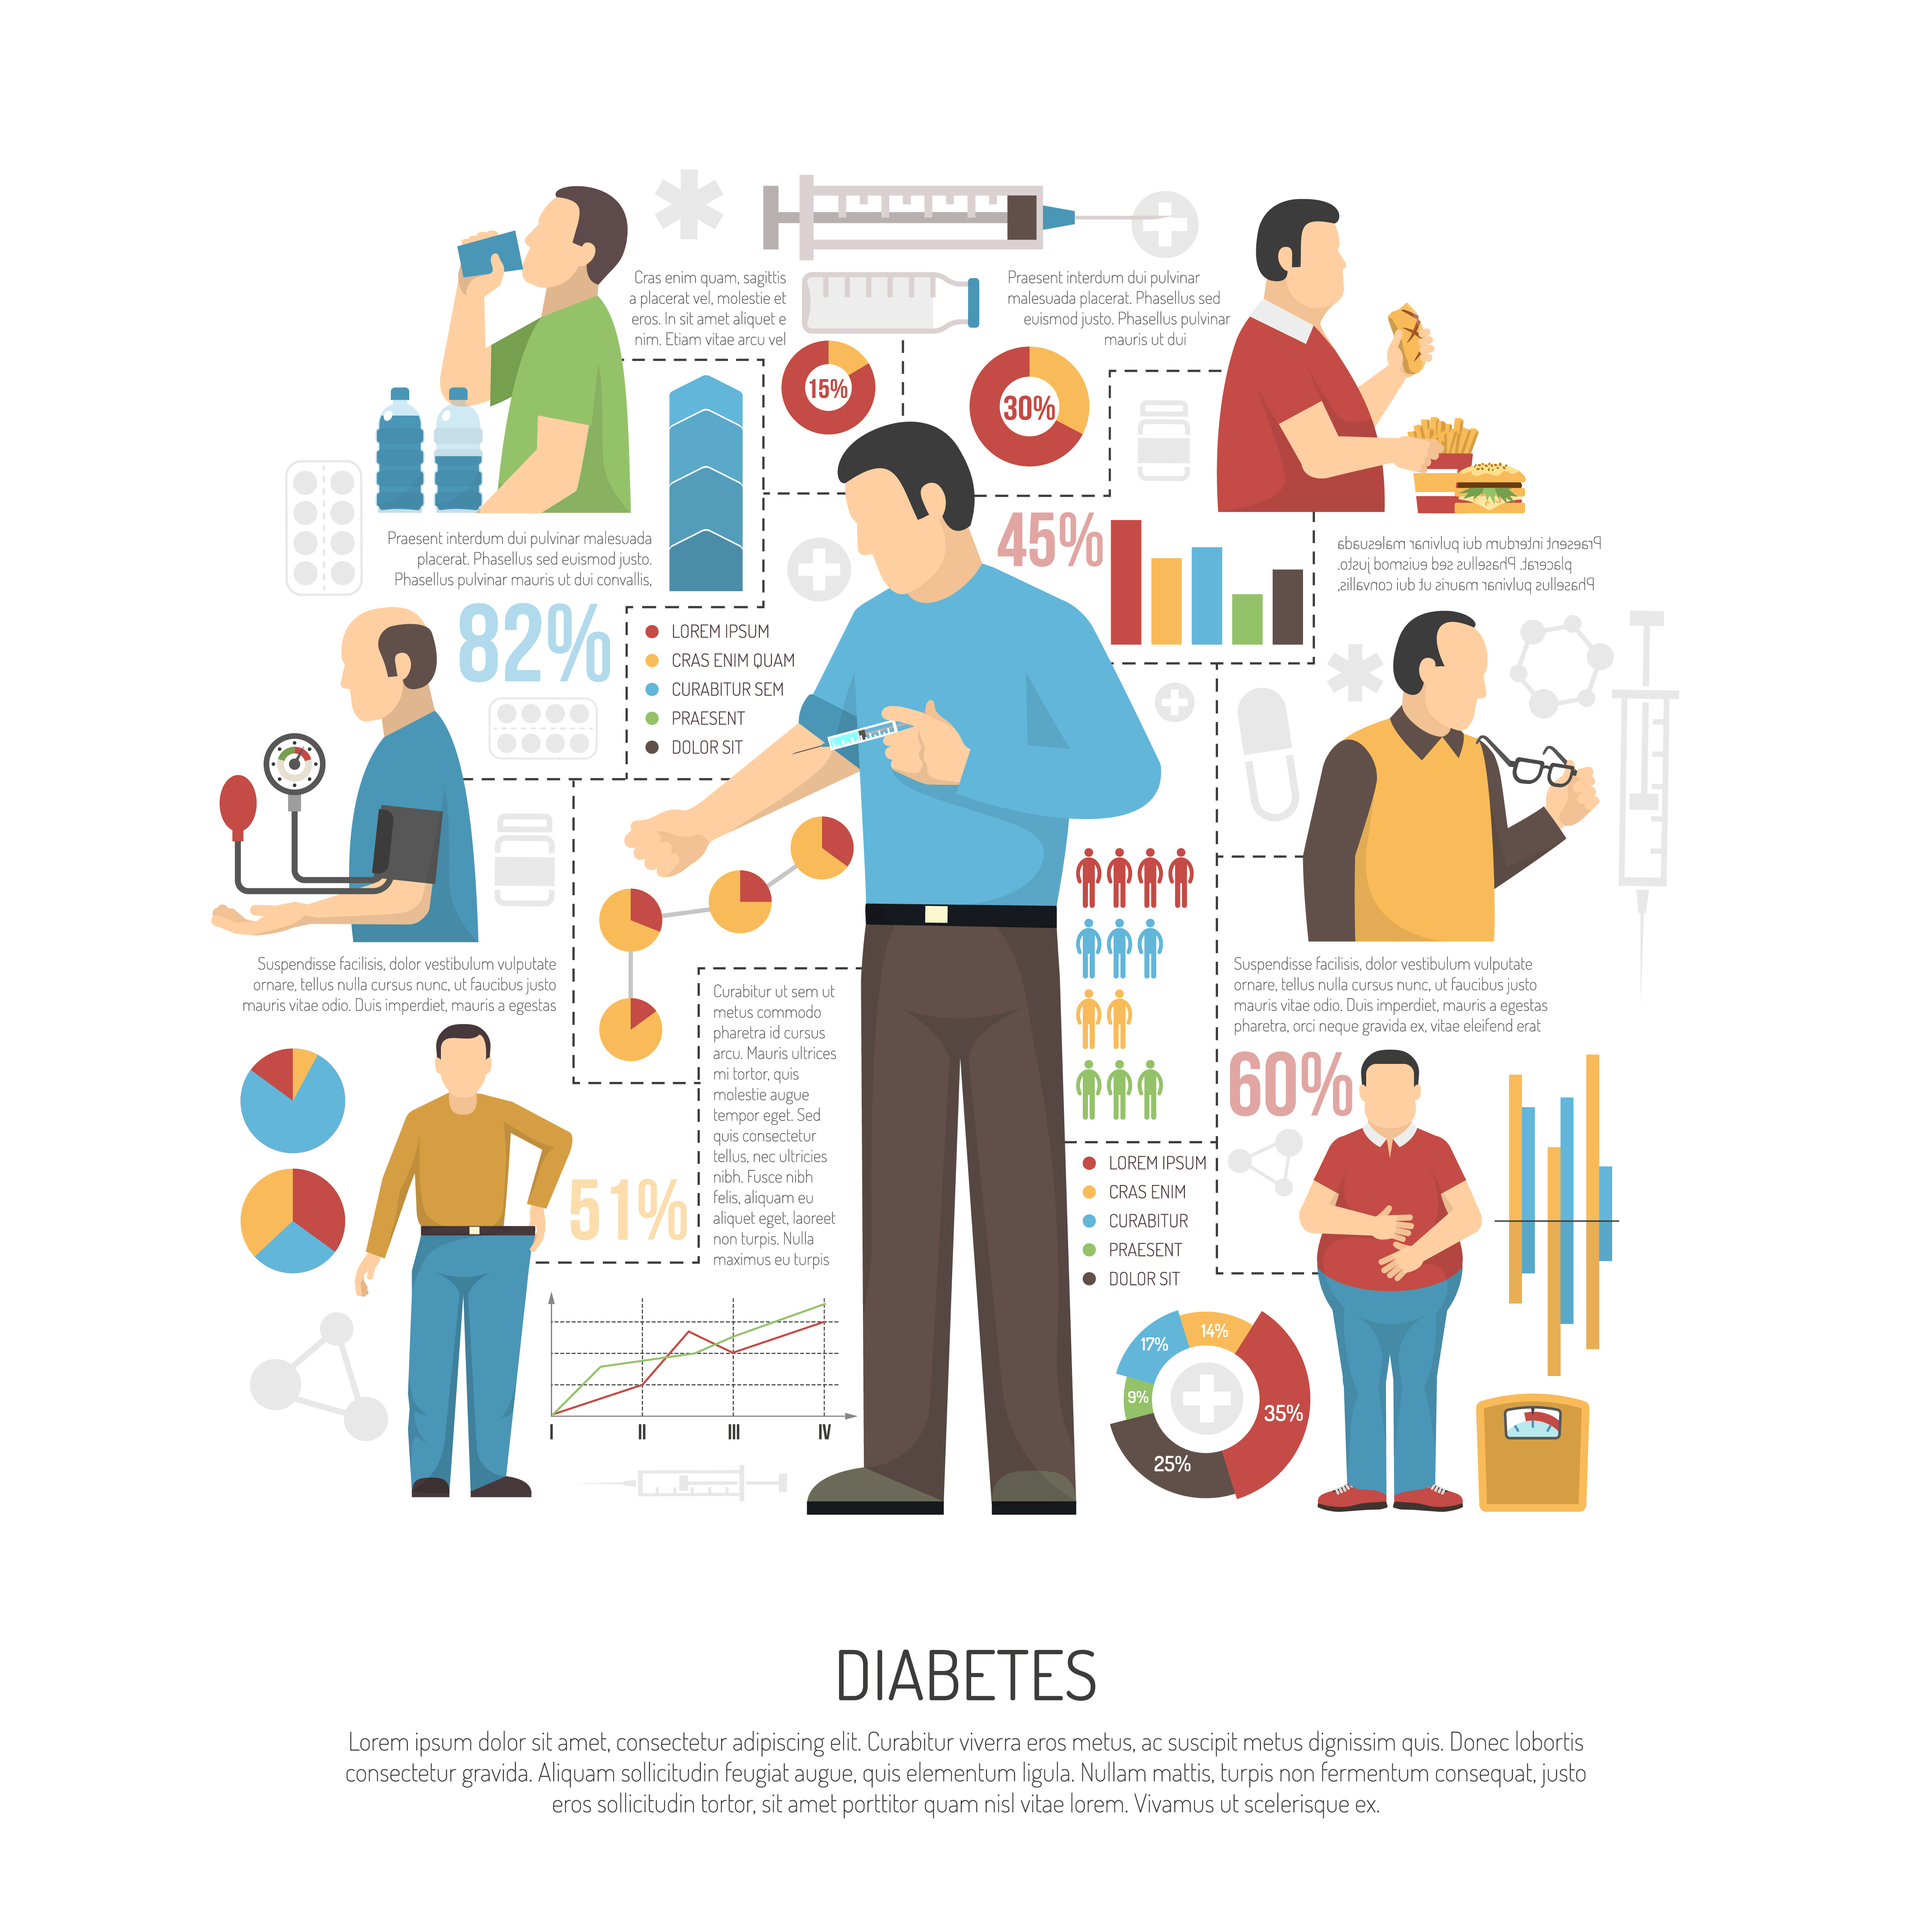 Cras enim quam, sagittis
a placerat vel, molestie et
eros. In sit amet aliquet e
nim. Etiam vitae arcu vel
Praesent interdum dui pulvinar
malesuada placerat. Phasellus sed
euismod justo. Phasellus pulvinar
mauris ut dui
15%
30%
45%
Praesent interdum dui pulvinar malesuada
placerat. Phasellus sed euismod justo.
Phasellus pulvinar mauris ut dui convallis,
Praesent interdum dui pulvinar malesuada
placerat. Phasellus sed euismod justo.
Phasellus pulvinar mauris ut dui convallis,
82%
LOREM IPSUM
CRAS ENIM QUAM
CURABITUR SEM
PRAESENT
DOLOR SIT
Suspendisse facilisis, dolor vestibulum vulputate
ornare, tellus nulla cursus nunc, ut faucibus justo
mauris vitae odio. Duis imperdiet, mauris a egestas
Curabitur ut sem ut
metus commodo
pharetra id cursus
arcu. Mauris ultrices
mi tortor, quis
molestie augue
tempor eget. Sed
quis consectetur
tellus, nec ultricies
nibh. Fusce nibh
felis, aliquam eu
aliquet eget, laoreet
non turpis. Nulla
maximus eu turpis
Suspendisse facilisis, dolor vestibulum vulputate
ornare, tellus nulla cursus nunc, ut faucibus justo
mauris vitae odio. Duis imperdiet, mauris a egestas
pharetra, orci neque gravida ex, vitae eleifend erat
60%
51%
LOREM IPSUM
CRAS ENIM
CURABITUR
PRAESENT
DOLOR SIT
I II III IV
17%
14%
9%
35%
25%
DIABETES
Lorem ipsum dolor sit amet, consectetur adipiscing elit. Curabitur viverra eros metus, ac suscipit metus dignissim quis. Donec lobortis
consectetur gravida. Aliquam sollicitudin feugiat augue, quis elementum ligula. Nullam mattis, turpis non fermentum consequat, justo
eros sollicitudin tortor, sit amet porttitor quam nisl vitae lorem. Vivamus ut scelerisque ex.